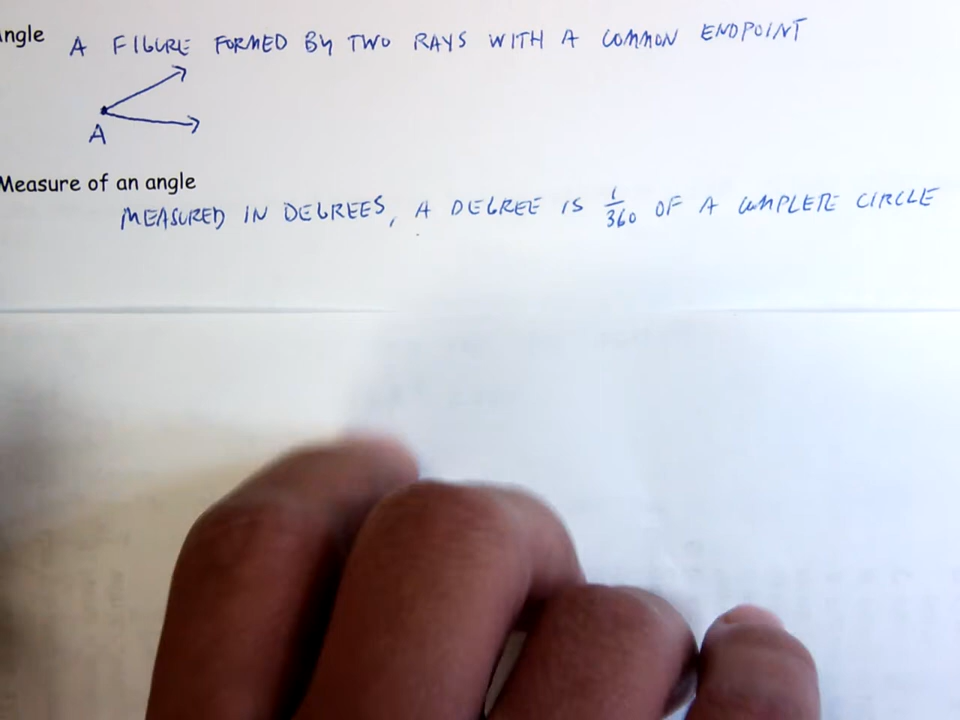 ngle A FIGURE FORMED BY TWO RAYS WITH A COMMON ENDPOINT
A
Measure of an angle
MEASURED IN DEGREES, A DEGREE IS 1/360 OF A COMPLETE CIRCLE